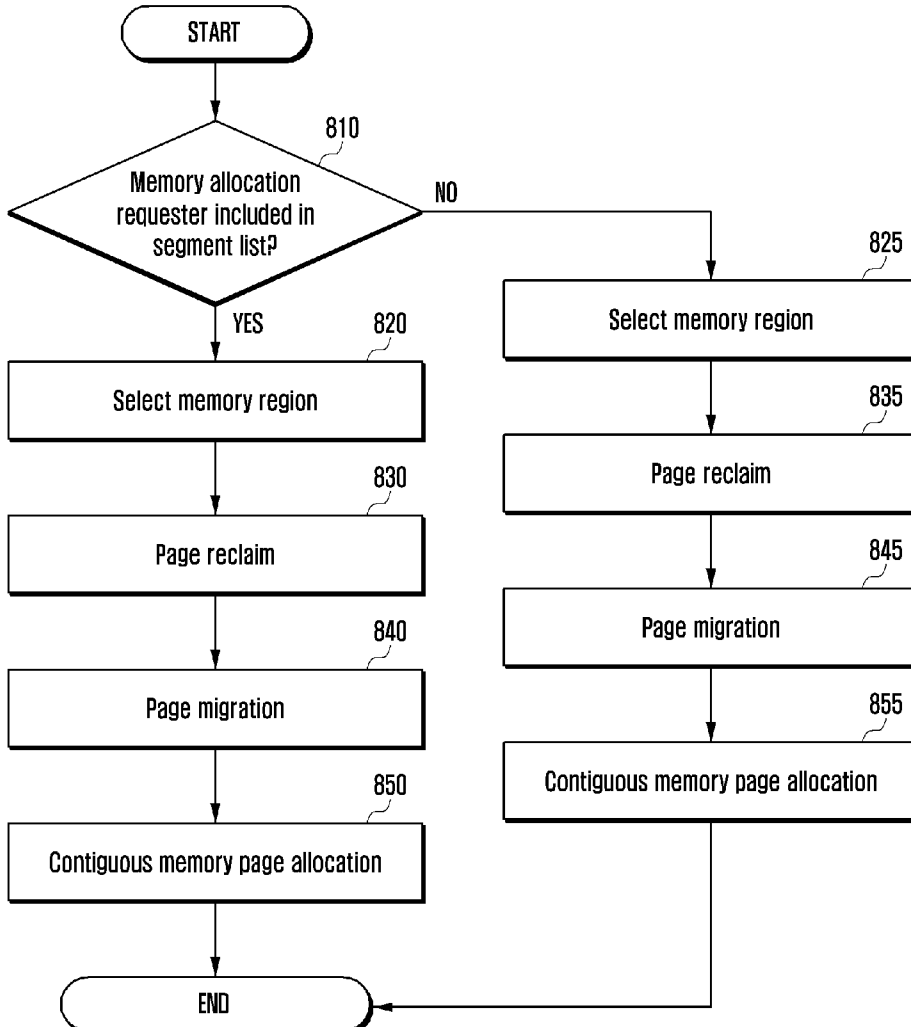 START
810
Memory allocation
requester included in
segment list?
NO
YES
820
Select memory region
830
Page reclaim
840
Page migration
850
Contiguous memory page allocation
825
Select memory region
835
Page reclaim
845
Page migration
855
Contiguous memory page allocation
END